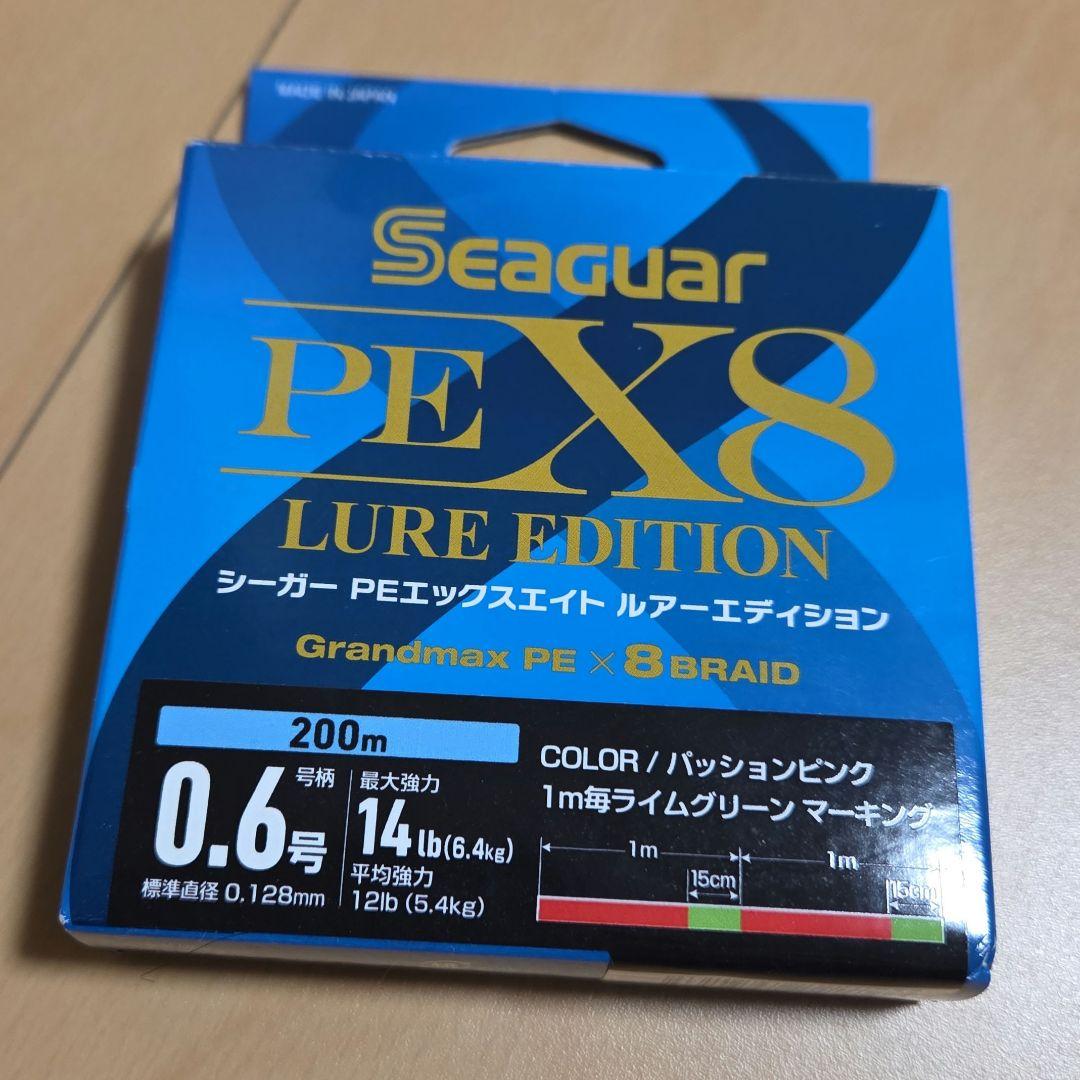 MADE IN JAPAN
SEAGUAR
PE X8
LURE EDITION
シーガー PEエックスエイト ルアーエディション
Grandmax PE × 8 BRAID
200m
0.6号
号柄
標準直径 0.128mm
最大強力
14lb(6.4kg)
平均強力
12lb (5.4kg)
COLOR / パッションピンク
1m毎ライムグリーン マーキング
1m 1m
15cm 15cm